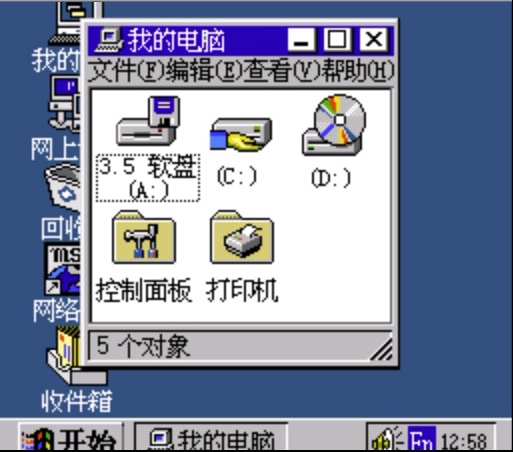 我的电脑
文件(F)编辑(E)查看(V)帮助(H)
3.5 软盘
(A:)
(C:)
(D:)
控制面板
打印机
5 个对象
我的
网上
回收
网络
收件箱
开始
我的电脑
En
12:58